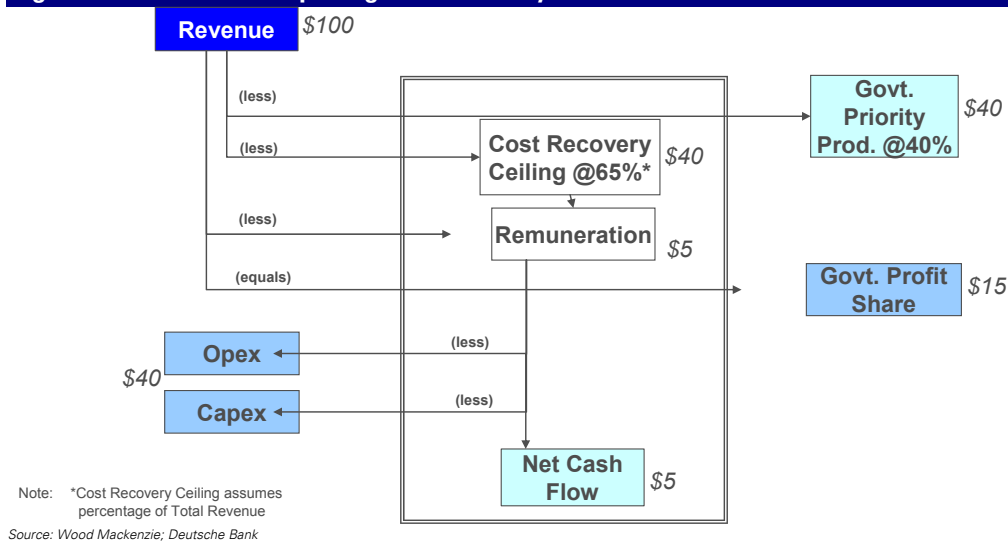 Revenue $100
(less)
Govt.
Priority
Prod. @40%
$40
(less)
Cost Recovery
Ceiling @65%*
$40
(less)
Remuneration
$5
(equals)
Govt. Profit
Share
$15
(less)
Opex
$40
(less)
Capex
Net Cash
Flow
$5
Note: *Cost Recovery Ceiling assumes
percentage of Total Revenue
Source: Wood Mackenzie; Deutsche Bank